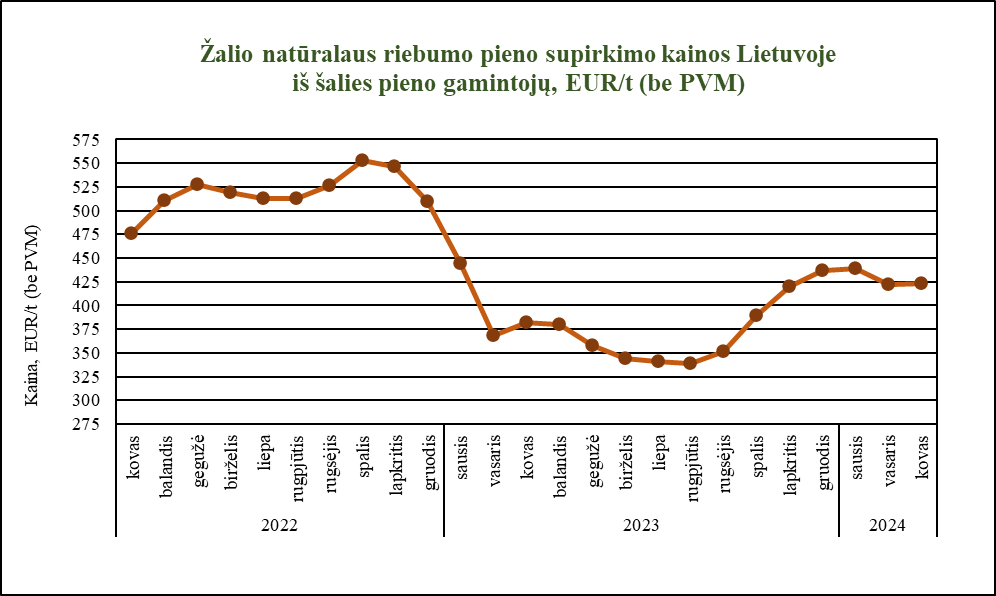 Žalio natūralaus riebumo pieno supirkimo kainos Lietuvoje
iš šalies pieno gamintojų, EUR/t (be PVM)
Kaina, EUR/t (be PVM)
575
550
525
500
475
450
425
400
375
350
325
300
275
kovas
balandis
gegužė
birželis
liepa
rugpjūtis
rugsėjis
spalis
lapkritis
gruodis
sausis
vasaris
kovas
balandis
gegužė
birželis
liepa
rugpjūtis
rugsėjis
spalis
lapkritis
gruodis
sausis
vasaris
kovas
2022
2023
2024